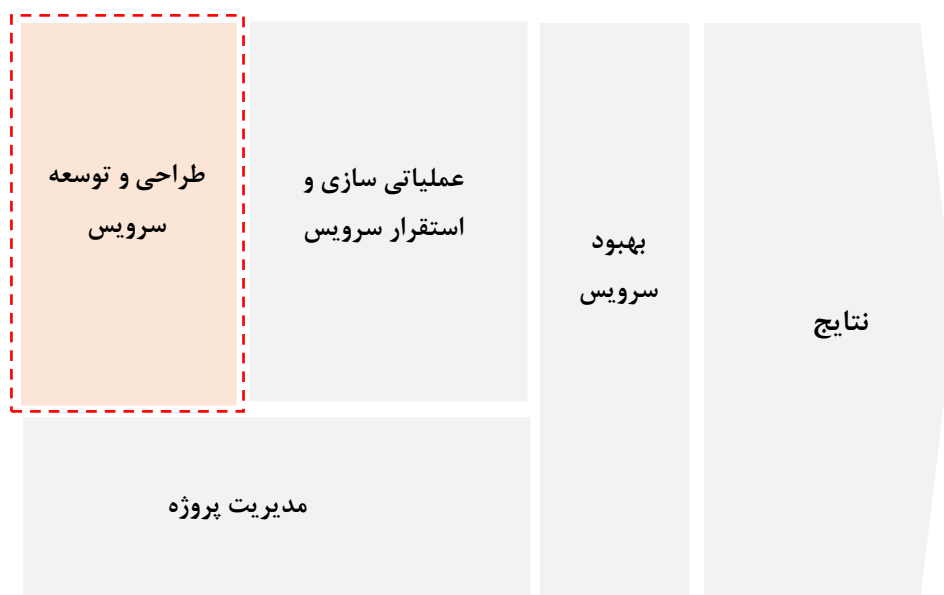 طراحی و توسعه
سرویس
عملیاتی سازی و
استقرار سرویس
بهبود
سرویس
نتایج
مدیریت پروژه